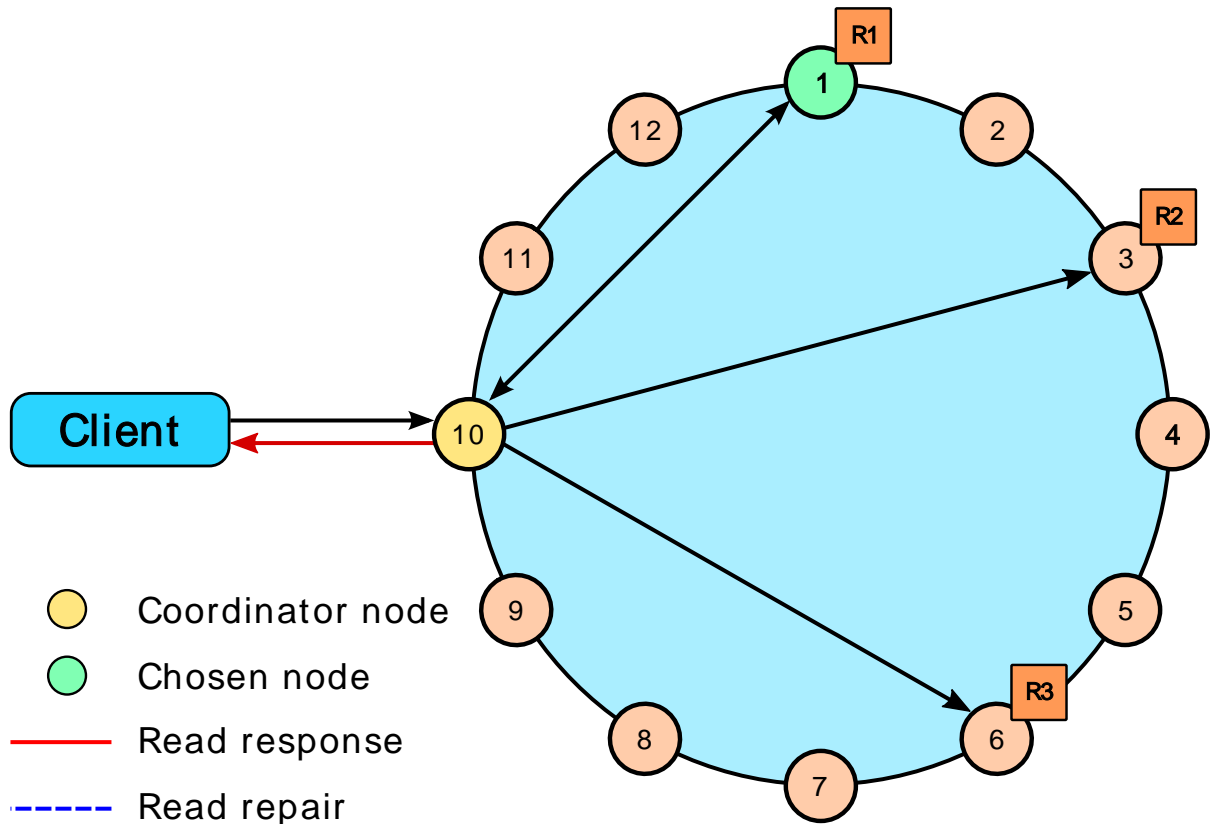 R1
1
12
2
R2
11
3
Client
10
4
9
5
Coordinator node
Chosen node
R3
Read response
8
6
7
Read repair